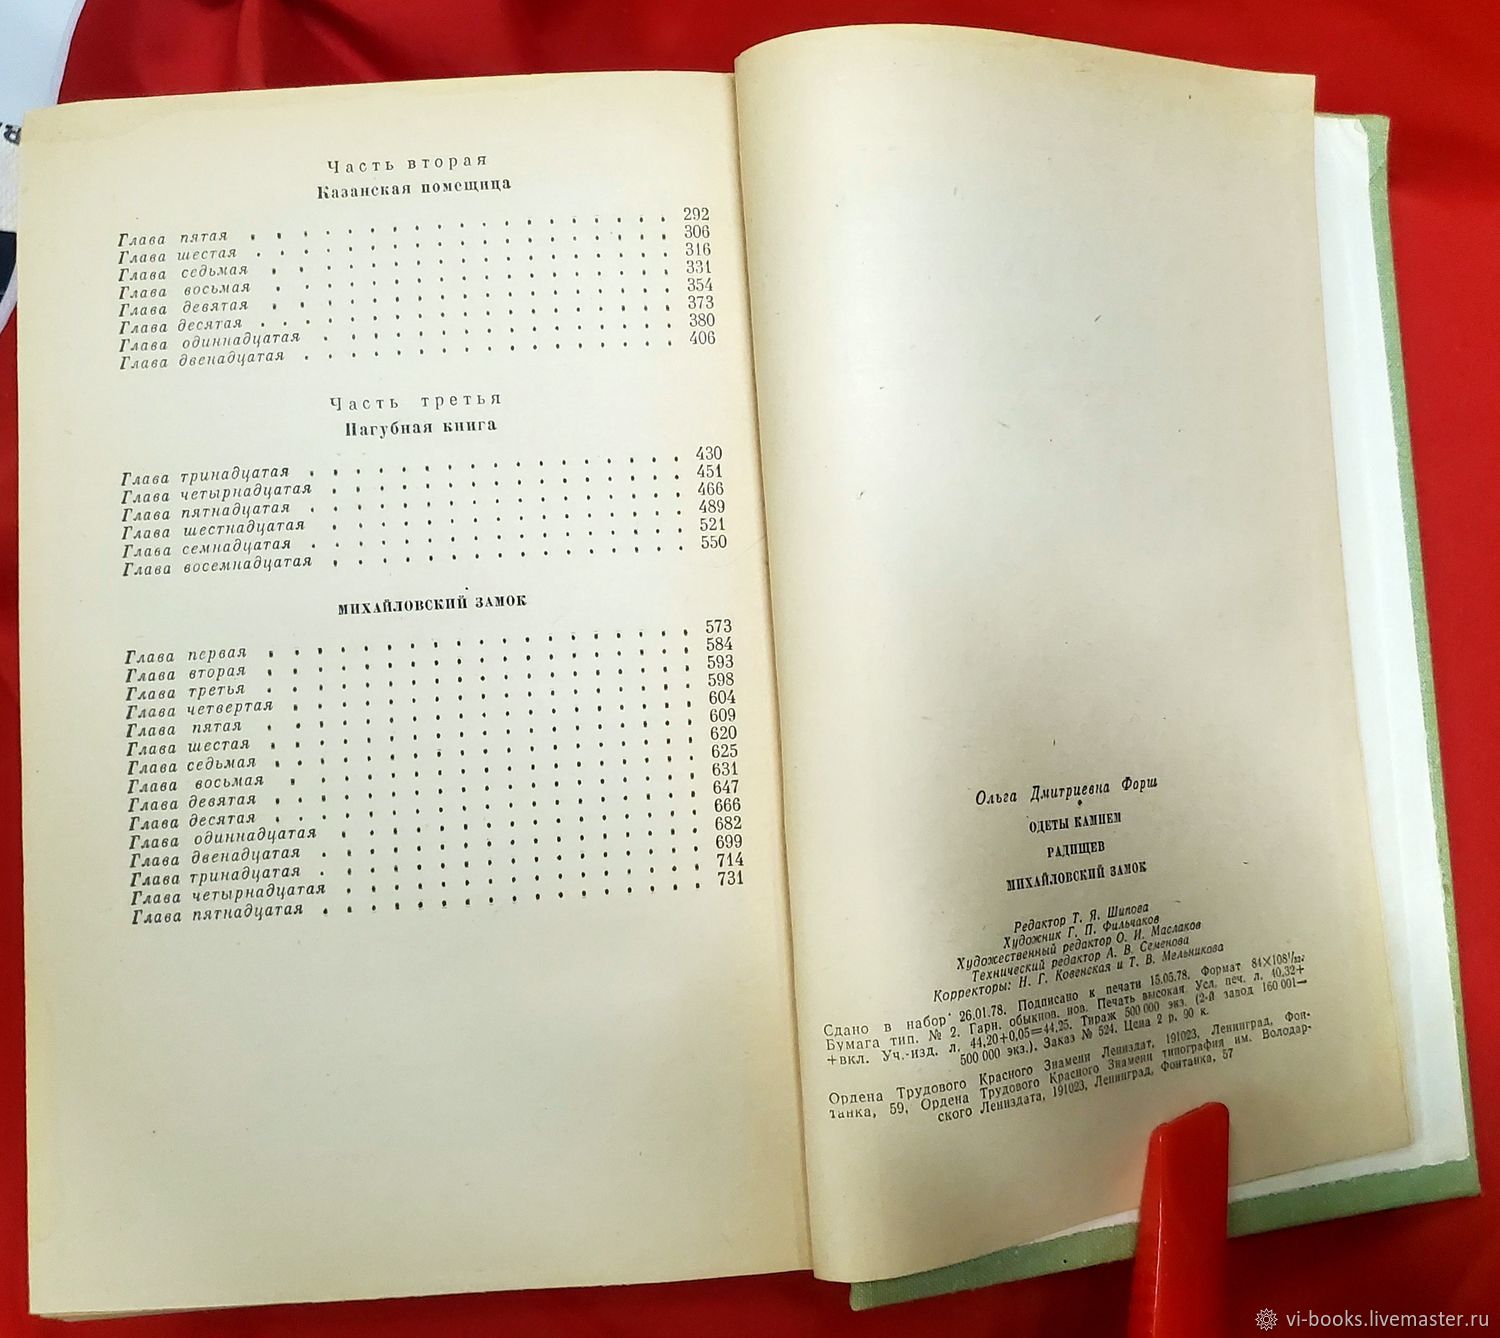 Часть вторая
Казанская помещица
Глава пятая . . . . . . . . . . . . . . . . . . 292
Глава шестая . . . . . . . . . . . . . . . . . . 306
Глава седьмая . . . . . . . . . . . . . . . . . 316
Глава восьмая . . . . . . . . . . . . . . . . . 331
Глава девятая . . . . . . . . . . . . . . . . . 354
Глава десятая . . . . . . . . . . . . . . . . . 373
Глава одиннадцатая . . . . . . . . . . . . . . . 380
Глава двенадцатая . . . . . . . . . . . . . . . . 406
Часть третья
Пагубная книга
Глава тринадцатая . . . . . . . . . . . . . . . . 430
Глава четырнадцатая . . . . . . . . . . . . . . . 451
Глава пятнадцатая . . . . . . . . . . . . . . . . 466
Глава шестнадцатая . . . . . . . . . . . . . . . 489
Глава семнадцатая . . . . . . . . . . . . . . . . 521
Глава восемнадцатая . . . . . . . . . . . . . . . 550
МИХАЙЛОВСКИЙ ЗАМОК
Глава первая . . . . . . . . . . . . . . . . . . 573
Глава вторая . . . . . . . . . . . . . . . . . . 584
Глава третья . . . . . . . . . . . . . . . . . . 593
Глава четвертая . . . . . . . . . . . . . . . . . 598
Глава пятая . . . . . . . . . . . . . . . . . . . 604
Глава шестая . . . . . . . . . . . . . . . . . . 609
Глава седьмая . . . . . . . . . . . . . . . . . . 620
Глава восьмая . . . . . . . . . . . . . . . . . . 625
Глава девятая . . . . . . . . . . . . . . . . . . 631
Глава десятая . . . . . . . . . . . . . . . . . . 647
Глава одиннадцатая . . . . . . . . . . . . . . . 666
Глава двенадцатая . . . . . . . . . . . . . . . . 682
Глава тринадцатая . . . . . . . . . . . . . . . . 699
Глава четырнадцатая . . . . . . . . . . . . . . . 714
Глава пятнадцатая . . . . . . . . . . . . . . . . 731
Ольга Дмитриевна Форш
ОДЕТЫ КАМНЕМ
РАДИЩЕВ
МИХАЙЛОВСКИЙ ЗАМОК
Редактор Т. Я. Шипова
Художник Г. П. Фильчаков
Художественный редактор О. И. Маслаков
Технический редактор А. В. Семенова
Корректоры: Н. Г. Ковенская и Т. В. Мельникова
Сдано в набор 26.01.78. Подписано к печати 15.05.78. Формат 84×108¹/₃₂.
Бумага тип. № 2. Гарн. обыкнов. нов. Печать высокая. Усл. печ. л. 40,32+
+вкл. Уч.-изд. л. 44,20+0,05=44,25. Тираж 500 000 экз. (2-й завод 160 001—
500 000 экз.). Заказ № 524. Цена 2 р. 90 к.
Ордена Трудового Красного Знамени Лениздат, 191023, Ленинград, Фон-
танка, 59. Ордена Трудового Красного Знамени типография им. Володар-
ского Лениздата, 191023, Ленинград, Фонтанка, 57
vi-books.livemaster.ru